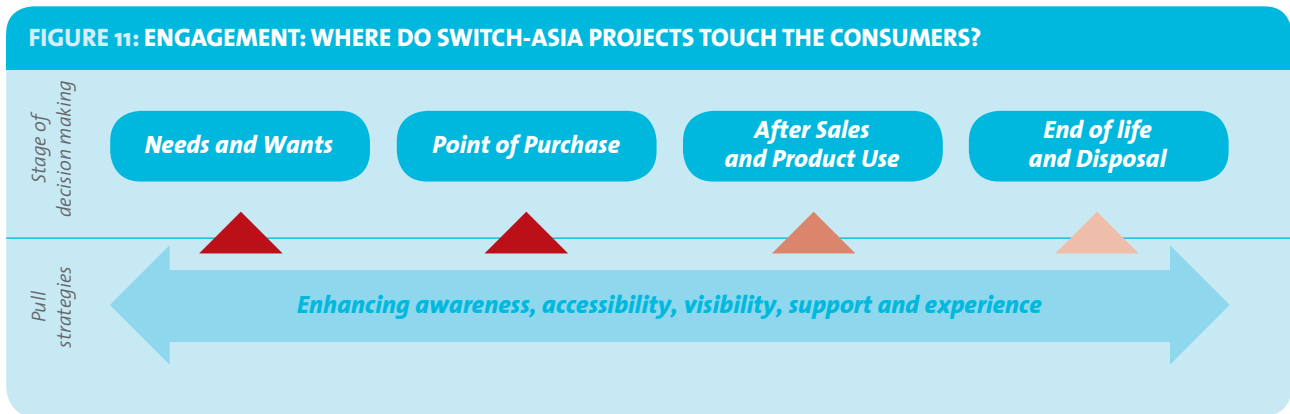 FIGURE 11: ENGAGEMENT: WHERE DO SWITCH-ASIA PROJECTS TOUCH THE CONSUMERS?
Stage of
decision making
Needs and Wants
Point of Purchase
After Sales
and Product Use
End of life
and Disposal
Pull
strategies
Enhancing awareness, accessibility, visibility, support and experience